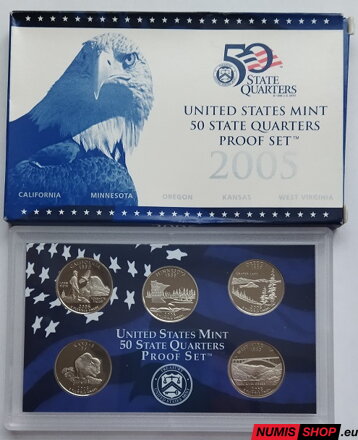 50
STATE
QUARTERS
UNITED STATES MINT
50 STATE QUARTERS
PROOF SET™
2005
CALIFORNIA MINNESOTA OREGON KANSAS WEST VIRGINIA
UNITED STATES MINT
50 STATE QUARTERS
PROOF SET™
NUMIS SHOP.eu